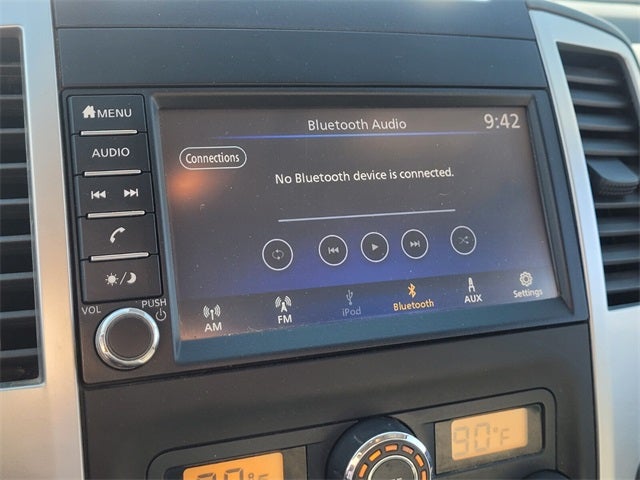 MENU
Bluetooth Audio
9:42
AUDIO
Connections
No Bluetooth device is connected.
VOL
PUSH
AM
FM
iPod
Bluetooth
AUX
Settings
90°F